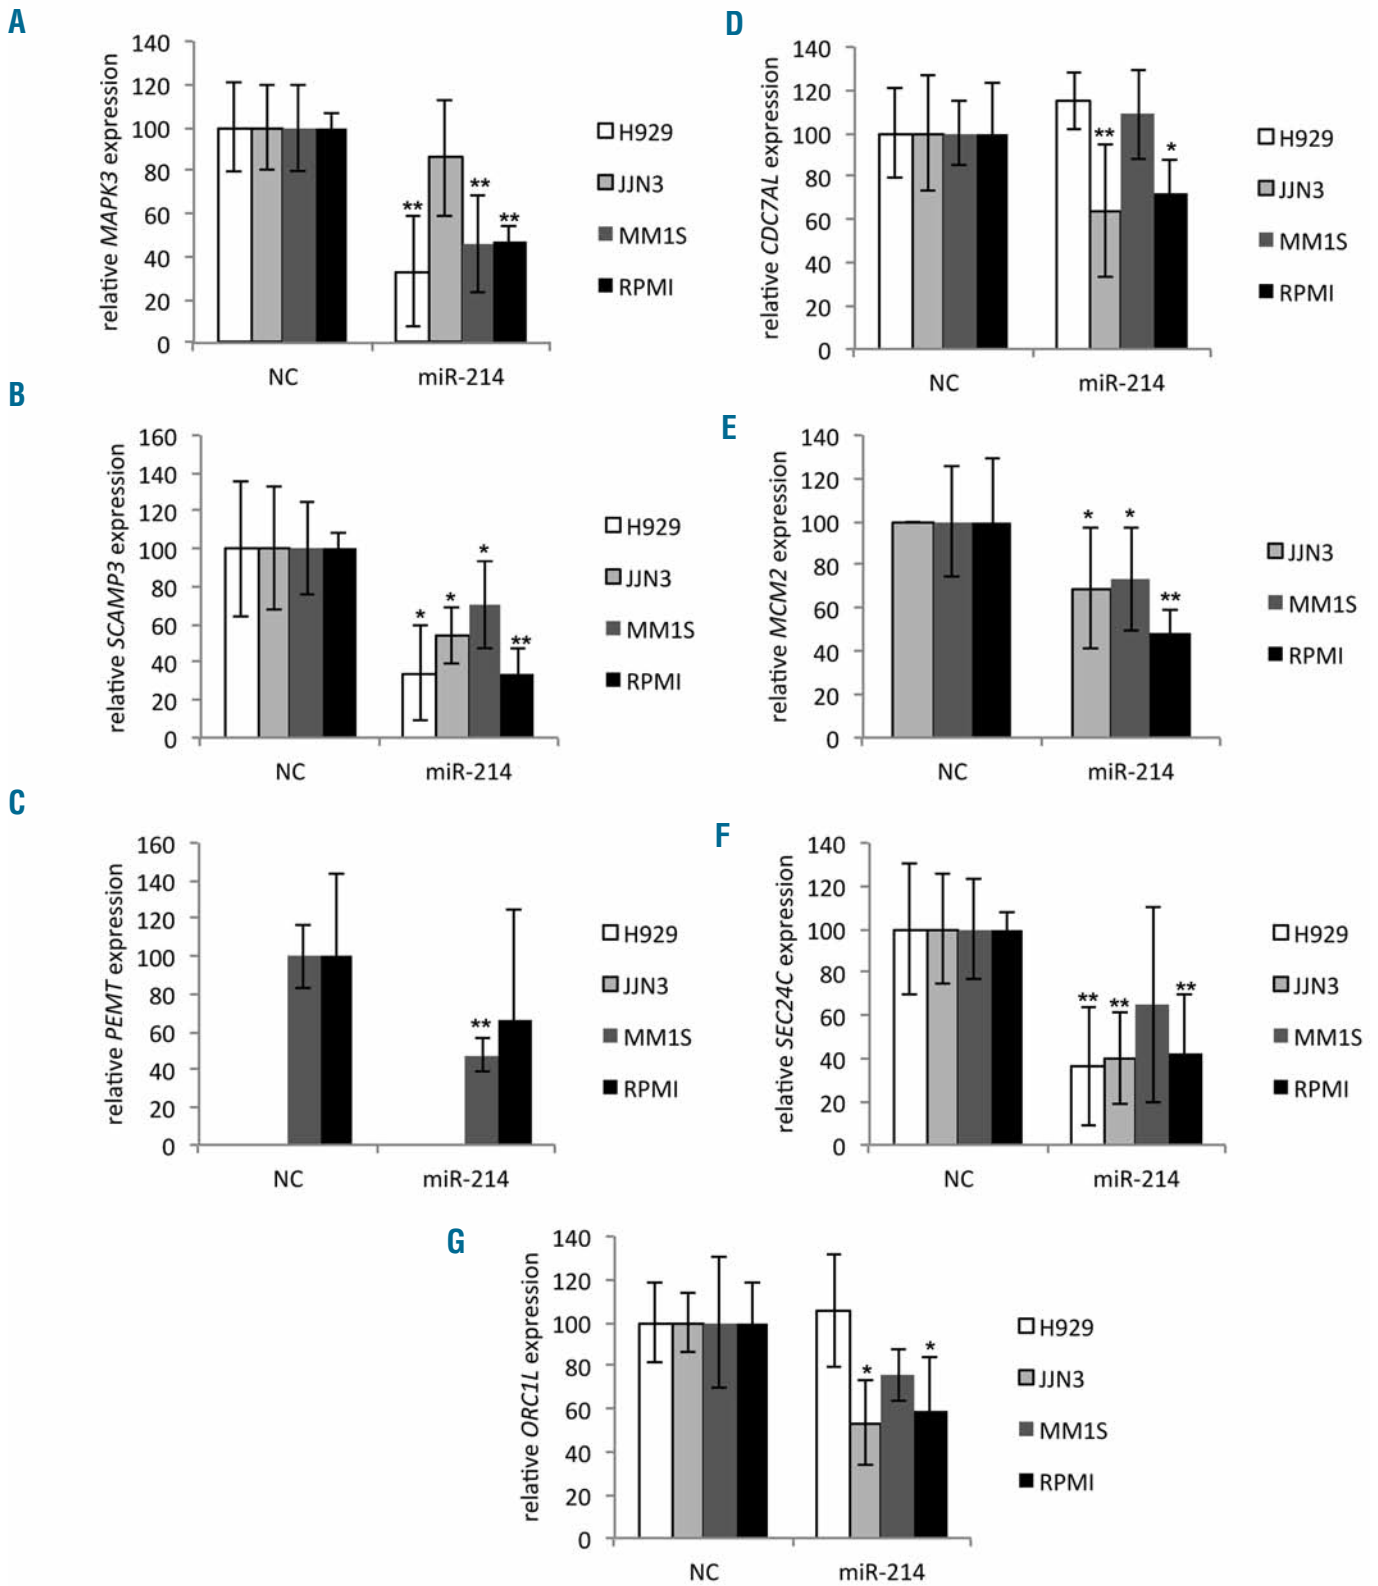 A
relative MAPK3 expression
140
120
100
80
60
40
20
0
** ** **
NC miR-214
H929
JJN3
MM1S
RPMI
B
relative SCAMP3 expression
160
140
120
100
80
60
40
20
0
* * * **
NC miR-214
H929
JJN3
MM1S
RPMI
C
relative PEMT expression
160
140
120
100
80
60
40
20
0
**
NC miR-214
H929
JJN3
MM1S
RPMI
D
relative CDC7AL expression
140
120
100
80
60
40
20
0
** *
NC miR-214
H929
JJN3
MM1S
RPMI
E
relative MCM2 expression
140
120
100
80
60
40
20
0
* * **
NC miR-214
JJN3
MM1S
RPMI
F
relative SEC24C expression
140
120
100
80
60
40
20
0
** ** **
NC miR-214
H929
JJN3
MM1S
RPMI
G
relative ORC1L expression
140
120
100
80
60
40
20
0
* *
NC miR-214
H929
JJN3
MM1S
RPMI